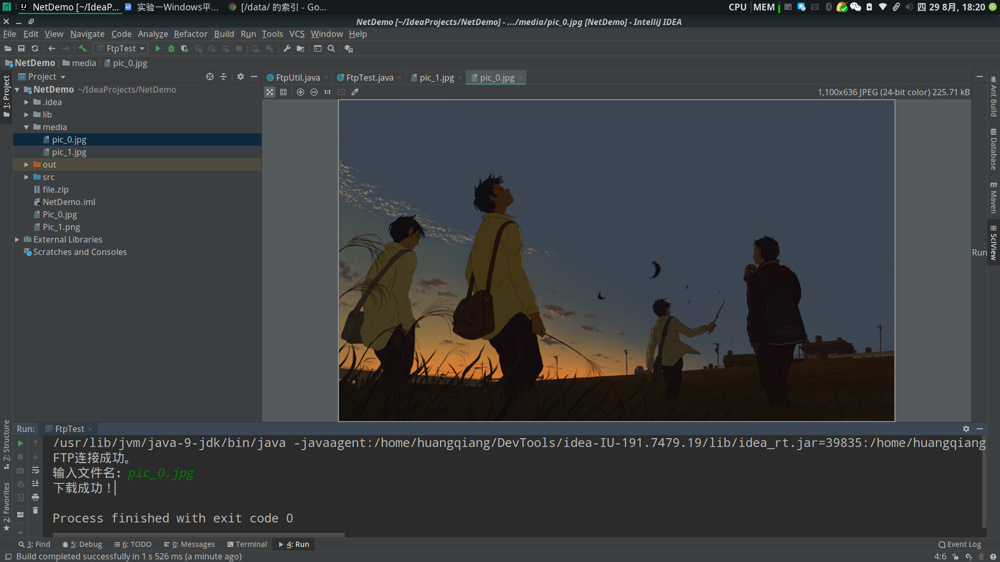 NetDemo [~/IdeaP...
实验一Windows平...
[/data/ 的索引 - Go...
CPU MEM
四 29 8月, 18:20
NetDemo [~/IdeaProjects/NetDemo] - .../media/pic_0.jpg [NetDemo] - IntelliJ IDEA
File Edit View Navigate Code Analyze Refactor Build Run Tools VCS Window Help
FtpTest
NetDemo media pic_0.jpg
1: Project
Project
FtpUtil.java FtpTest.java pic_1.jpg pic_0.jpg
NetDemo ~/IdeaProjects/NetDemo
1:1
1,100x636 JPEG (24-bit color) 225.71 kB
.idea
lib
media
pic_0.jpg
pic_1.jpg
out
src
file.zip
NetDemo.iml
Pic_0.jpg
Pic_1.png
External Libraries
Scratches and Consoles
Ant Build
Database
m Maven
SciView
Run
7: Structure
2: Favorites
Run: FtpTest
/usr/lib/jvm/java-9-jdk/bin/java -javaagent:/home/huangqiang/DevTools/idea-IU-191.7479.19/lib/idea_rt.jar=39835:/home/huangqiang
FTP连接成功。
输入文件名: pic_0.jpg
下载成功！
Process finished with exit code 0
3: Find 5: Debug 6: TODO 0: Messages Terminal 4: Run
Event Log
Build completed successfully in 1 s 526 ms (a minute ago)
4:6